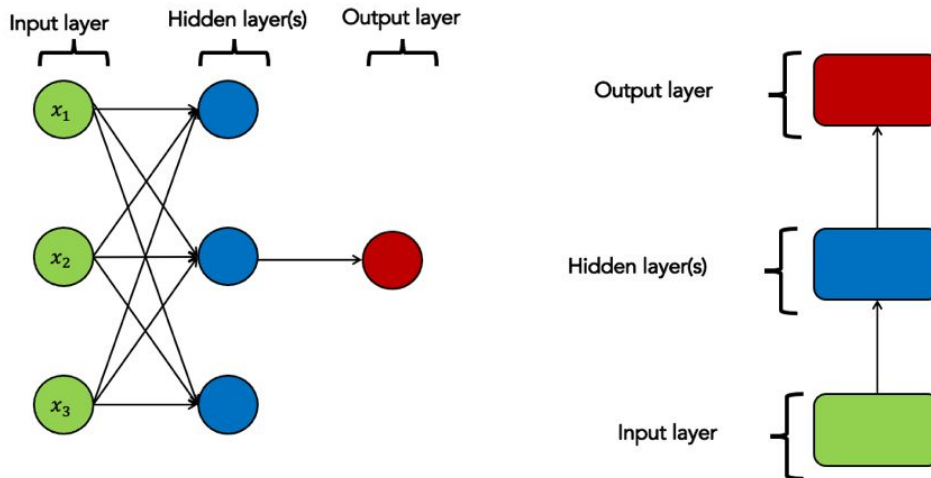 Input layer
Hidden layer(s)
Output layer
x₁
x₂
x₃
Output layer
Hidden layer(s)
Input layer